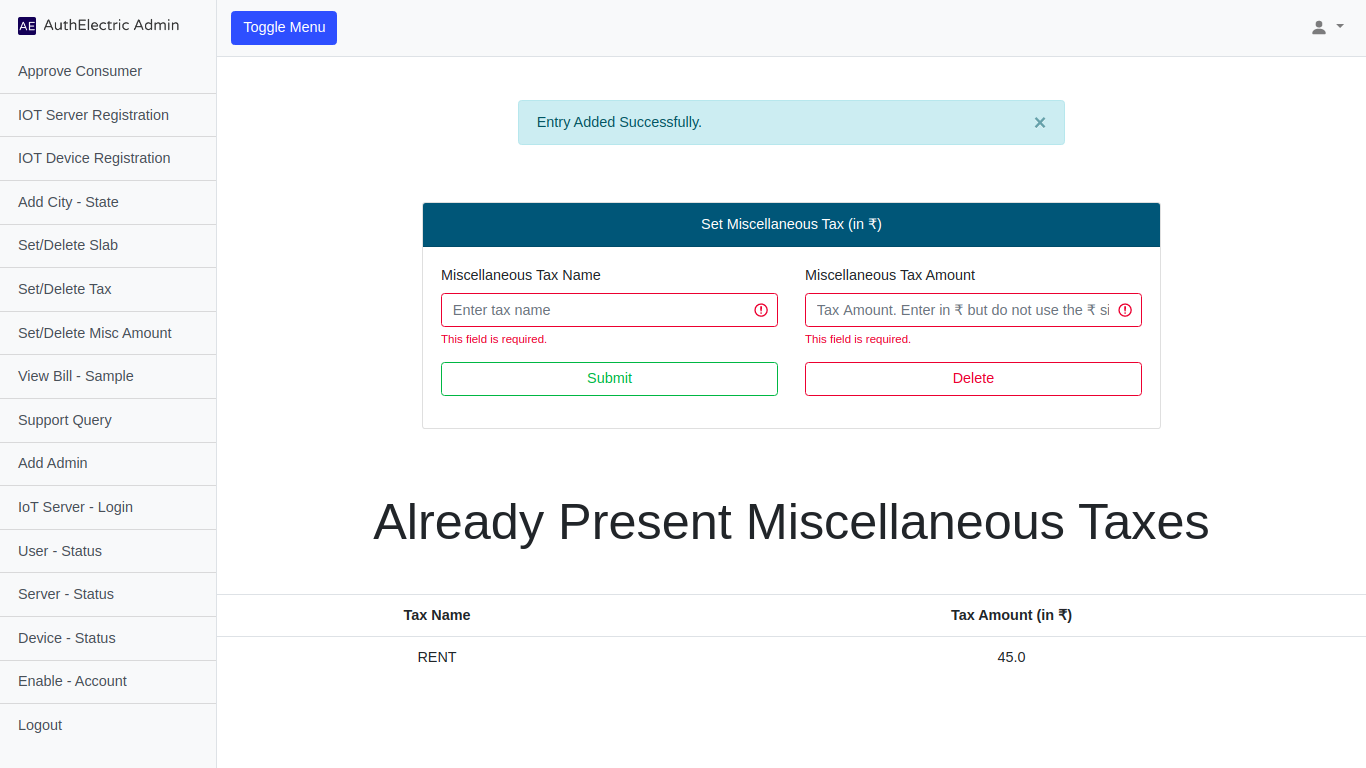 AE AuthElectric Admin
Toggle Menu
Approve Consumer
IOT Server Registration
IOT Device Registration
Add City - State
Set/Delete Slab
Set/Delete Tax
Set/Delete Misc Amount
View Bill - Sample
Support Query
Add Admin
IoT Server - Login
User - Status
Server - Status
Device - Status
Enable - Account
Logout
Entry Added Successfully. ×
Set Miscellaneous Tax (in ₹)
Miscellaneous Tax Name Miscellaneous Tax Amount
Enter tax name Tax Amount. Enter in ₹ but do not use the ₹ si
This field is required. This field is required.
Submit Delete
Already Present Miscellaneous Taxes
Tax Name Tax Amount (in ₹)
RENT 45.0